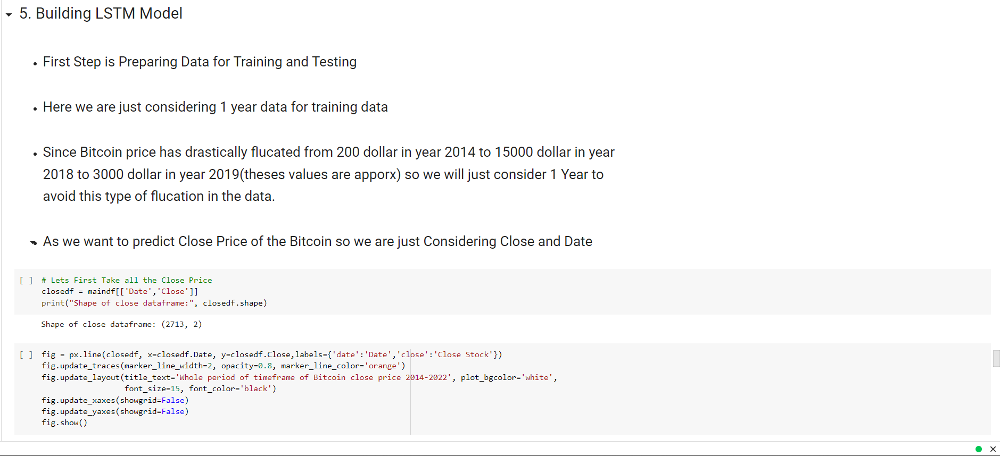 5. Building LSTM Model
First Step is Preparing Data for Training and Testing
Here we are just considering 1 year data for training data
Since Bitcoin price has drastically flucated from 200 dollar in year 2014 to 15000 dollar in year
2018 to 3000 dollar in year 2019(theses values are apporx) so we will just consider 1 Year to
avoid this type of flucation in the data.
As we want to predict Close Price of the Bitcoin so we are just Considering Close and Date
[ ] # Lets First Take all the Close Price
closedf = maindf[['Date','Close']]
print("Shape of close dataframe:", closedf.shape)
Shape of close dataframe: (2713, 2)
[ ] fig = px.line(closedf, x=closedf.Date, y=closedf.Close,labels={'date':'Date','close':'Close Stock'})
fig.update_traces(marker_line_width=2, opacity=0.8, marker_line_color='orange')
fig.update_layout(title_text='Whole period of timeframe of Bitcoin close price 2014-2022', plot_bgcolor='white',
font_size=15, font_color='black')
fig.update_xaxes(showgrid=False)
fig.update_yaxes(showgrid=False)
fig.show()